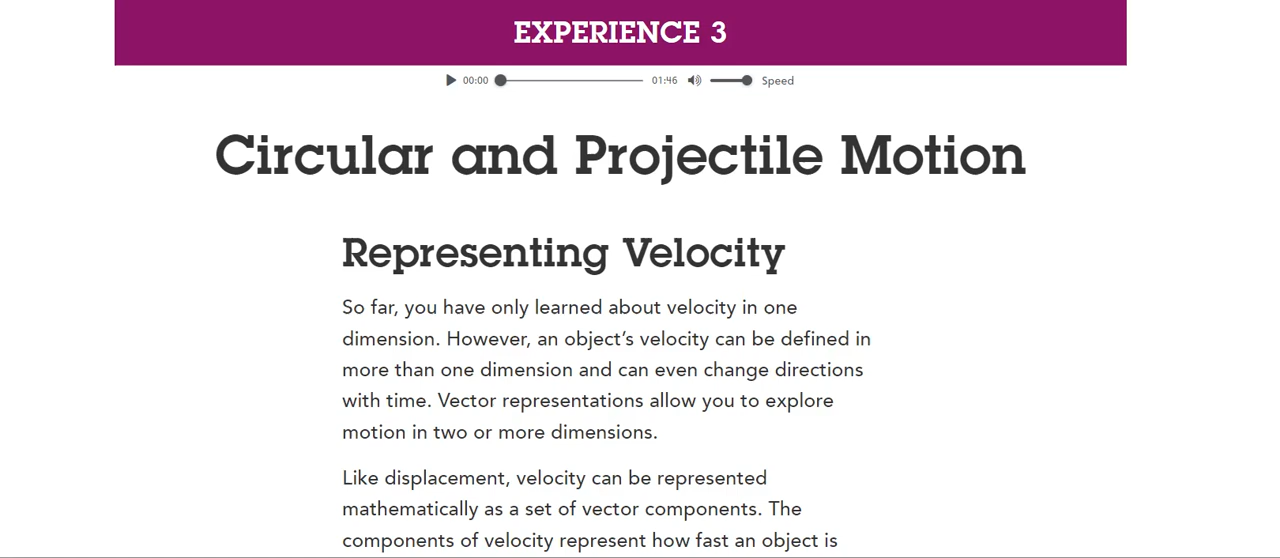 EXPERIENCE 3
00:00 01:46 Speed
Circular and Projectile Motion
Representing Velocity
So far, you have only learned about velocity in one
dimension. However, an object’s velocity can be defined in
more than one dimension and can even change directions
with time. Vector representations allow you to explore
motion in two or more dimensions.
Like displacement, velocity can be represented
mathematically as a set of vector components. The
components of velocity represent how fast an object is